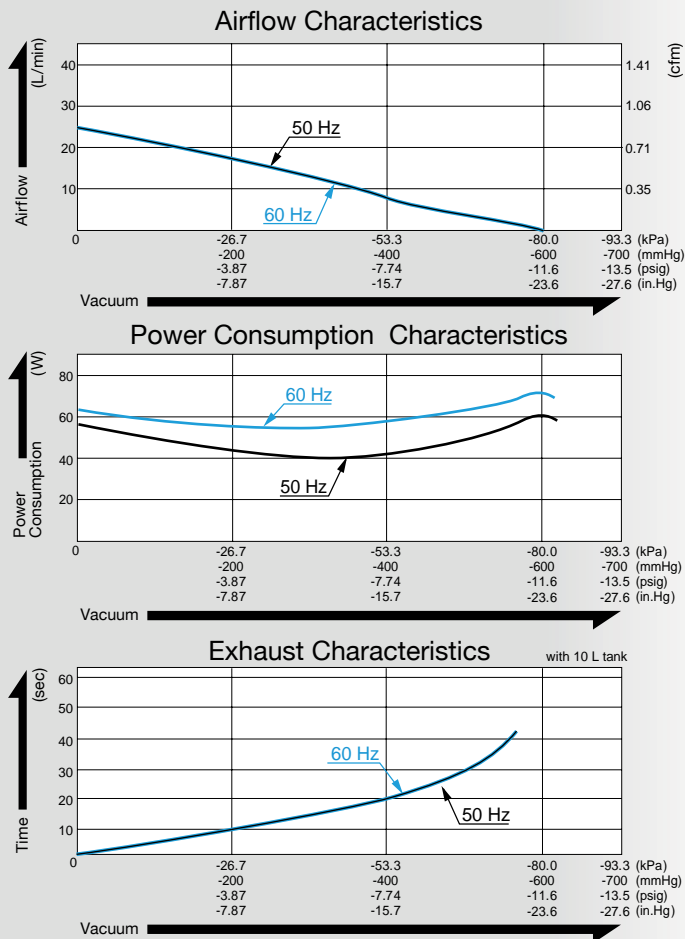 Airflow Characteristics
(L/min)
(cfm)
40
1.41
30
1.06
50 Hz
20
0.71
10
0.35
60 Hz
Airflow
0 -26.7 -53.3 -80.0 -93.3 (kPa)
-200 -400 -600 -700 (mmHg)
-3.87 -7.74 -11.6 -13.5 (psig)
-7.87 -15.7 -23.6 -27.6 (in.Hg)
Vacuum
Power Consumption Characteristics
(W)
80
60 Hz
60
40
50 Hz
20
Power
Consumption
0 -26.7 -53.3 -80.0 -93.3 (kPa)
-200 -400 -600 -700 (mmHg)
-3.87 -7.74 -11.6 -13.5 (psig)
-7.87 -15.7 -23.6 -27.6 (in.Hg)
Vacuum
Exhaust Characteristics
with 10 L tank
(sec)
60
50
40
60 Hz
30
20
50 Hz
10
Time
0 -26.7 -53.3 -80.0 -93.3 (kPa)
-200 -400 -600 -700 (mmHg)
-3.87 -7.74 -11.6 -13.5 (psig)
-7.87 -15.7 -23.6 -27.6 (in.Hg)
Vacuum